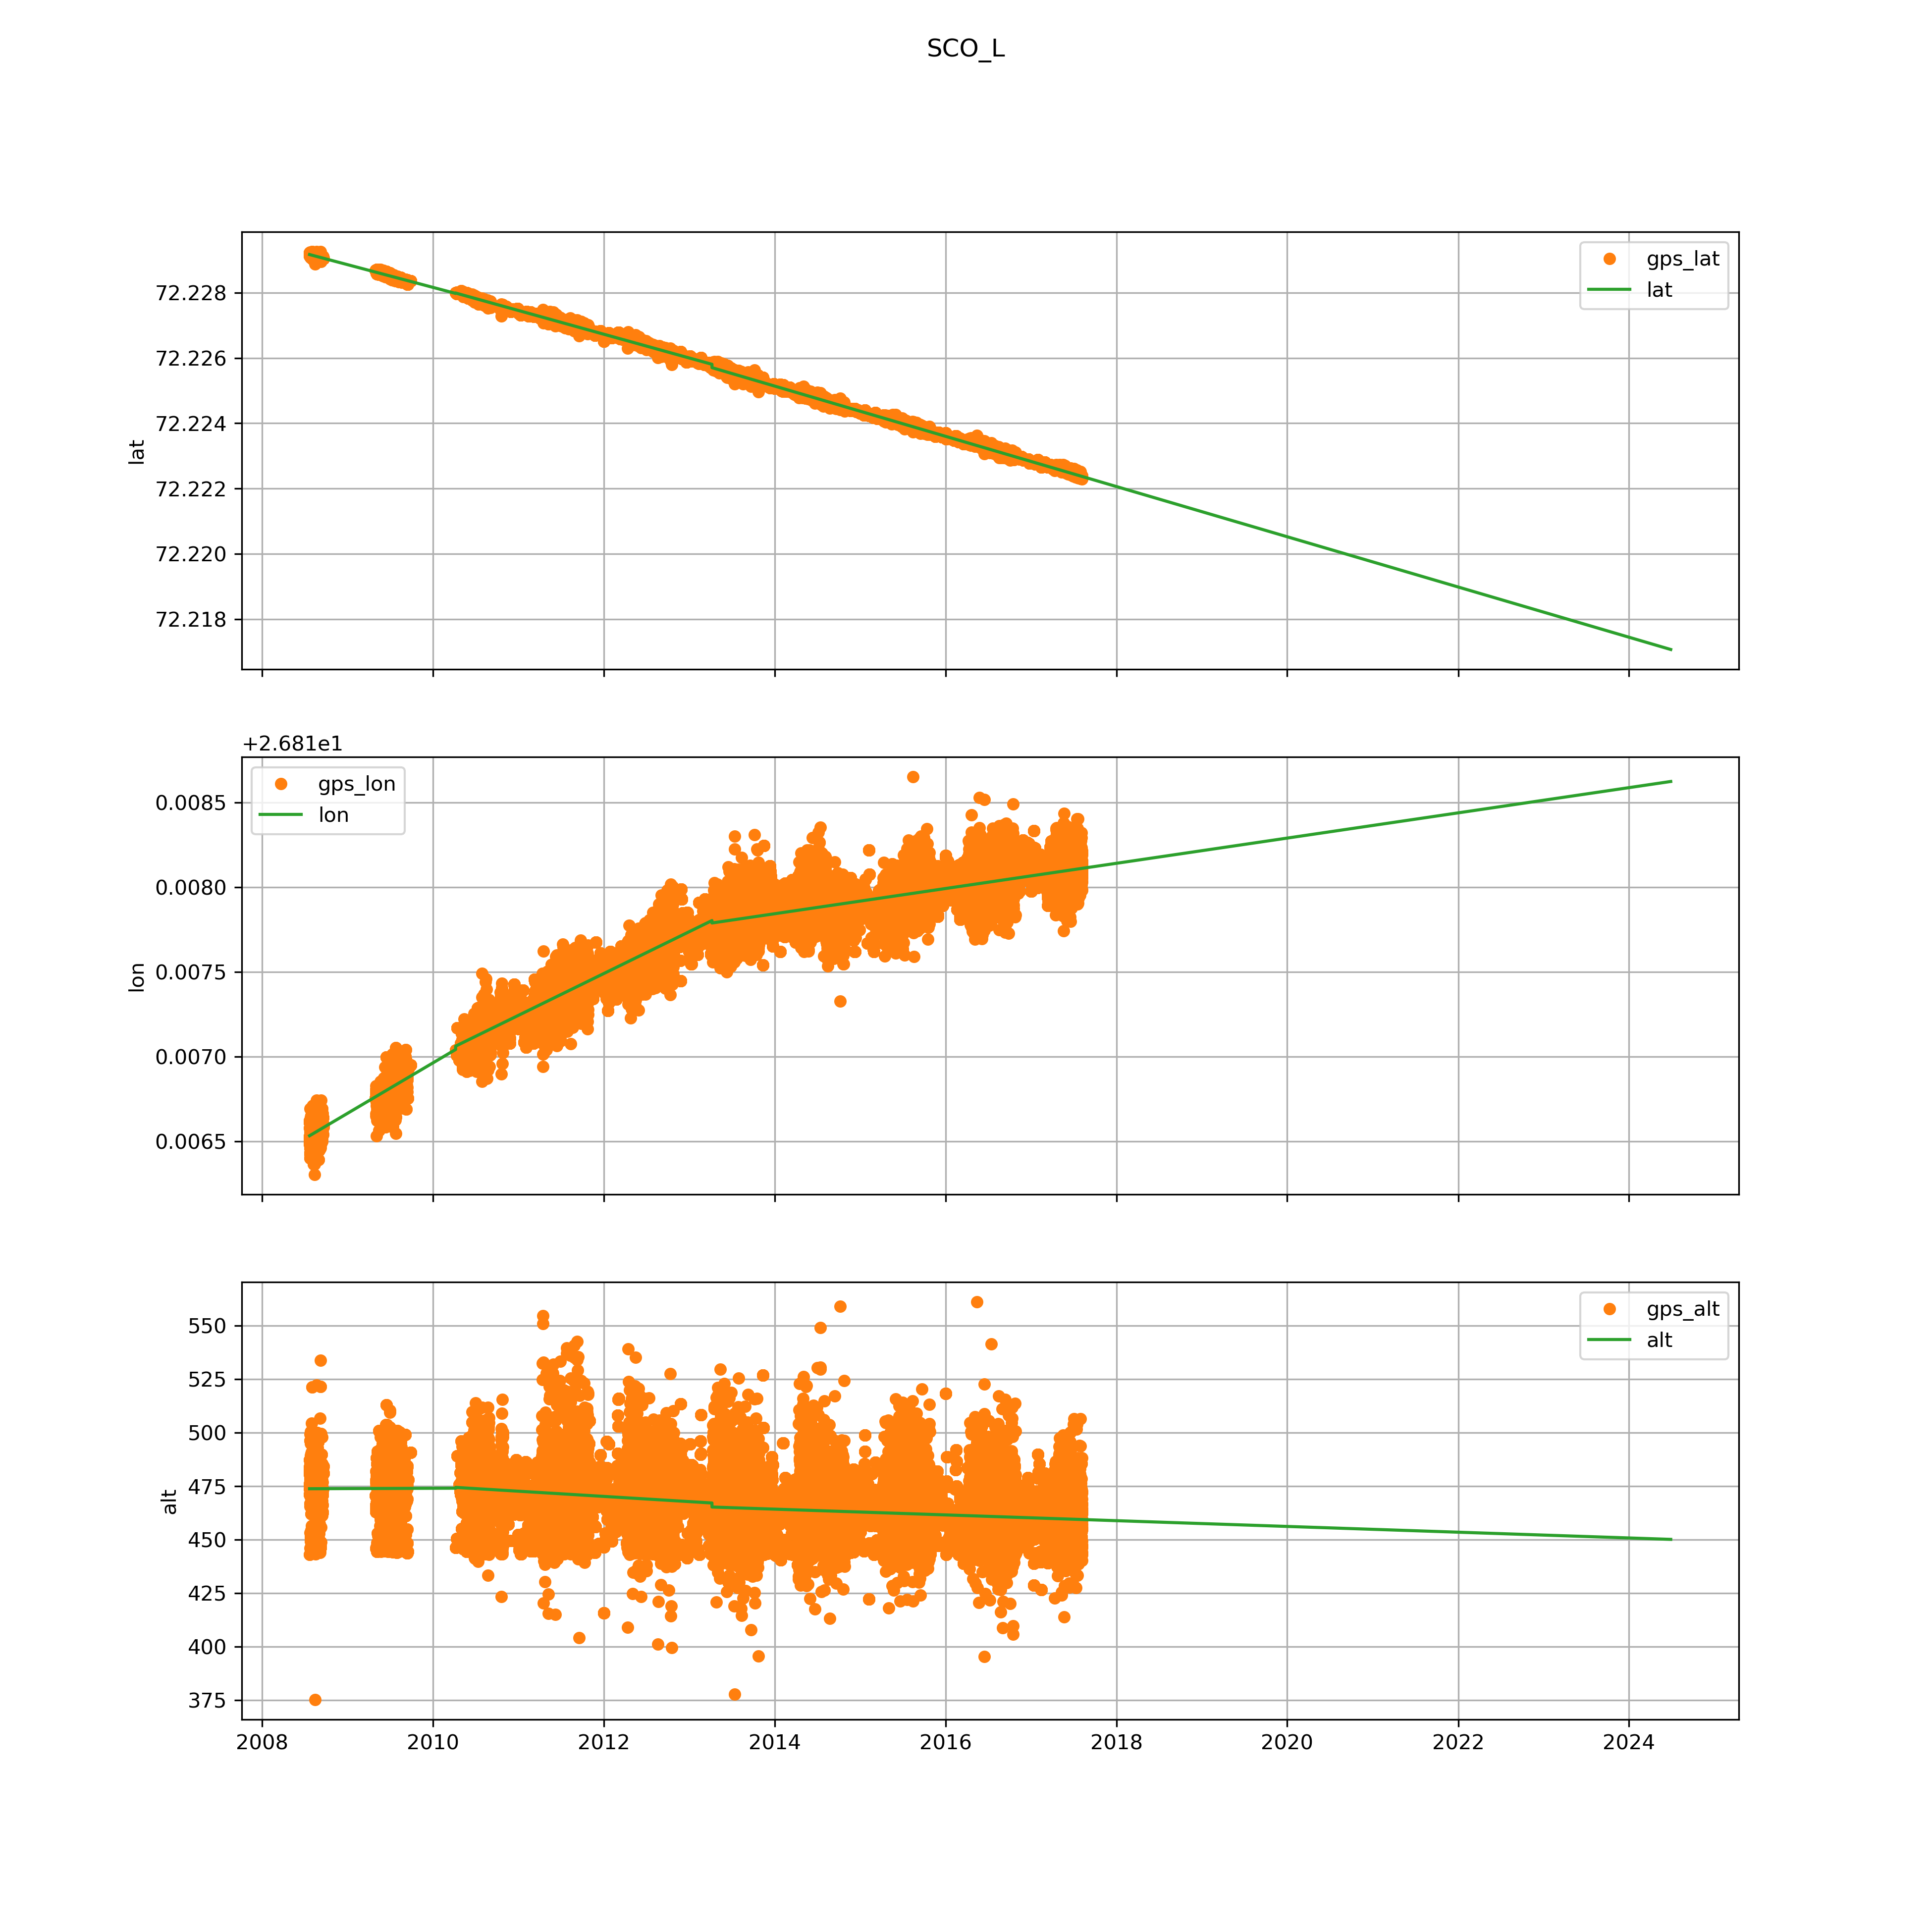 SCO_L
gps_lat
lat
72.228
72.226
72.224
72.222
72.220
72.218
lat
+2.681e1
gps_lon
lon
0.0085
0.0080
0.0075
0.0070
0.0065
lon
gps_alt
alt
550
525
500
475
450
425
400
375
alt
2008 2010 2012 2014 2016 2018 2020 2022 2024